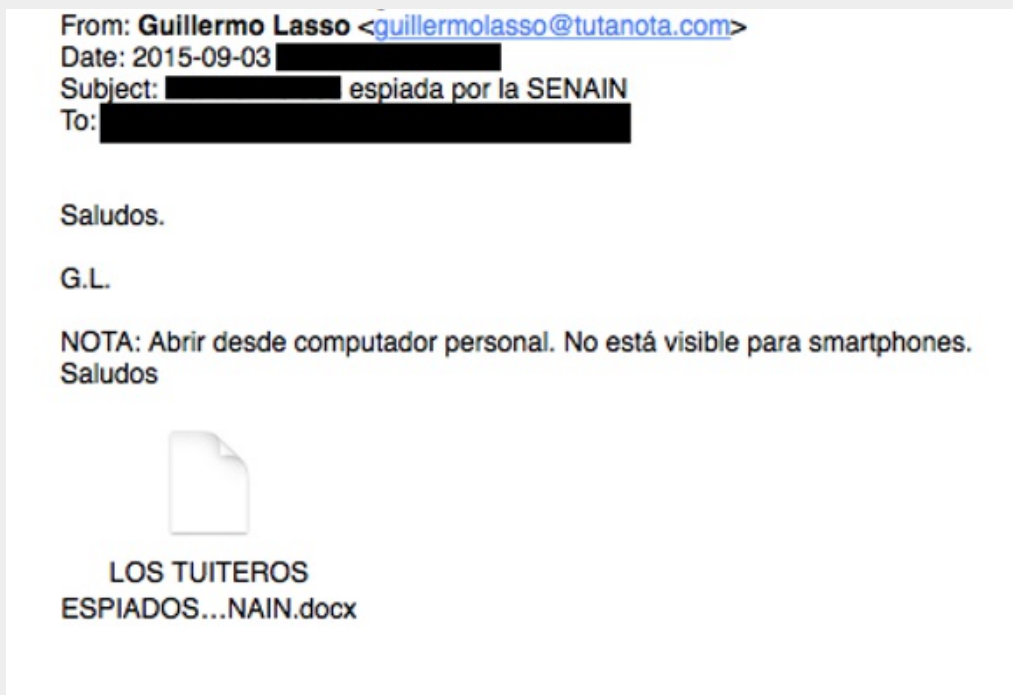 From: Guillermo Lasso <guillermolasso@tutanota.com>
Date: 2015-09-03
Subject: espiada por la SENAIN
To:
Saludos.
G.L.
NOTA: Abrir desde computador personal. No está visible para smartphones.
Saludos
LOS TUITEROS
ESPIADOS...NAIN.docx